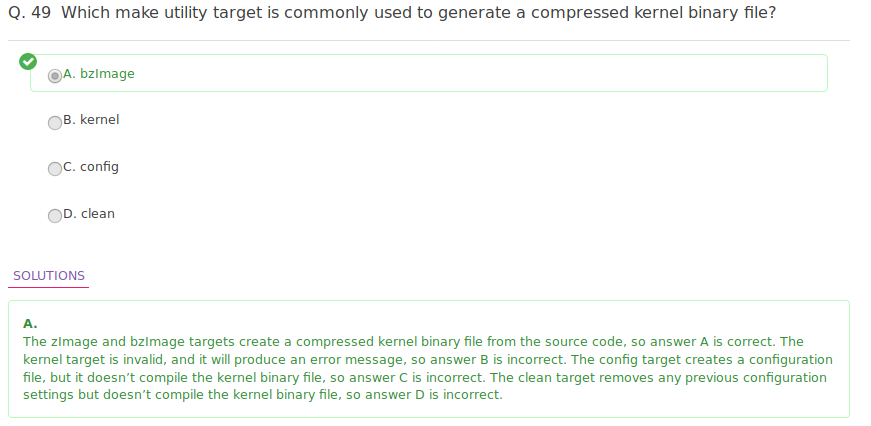 Q. 49 Which make utility target is commonly used to generate a compressed kernel binary file?
A. bzImage
B. kernel
C. config
D. clean
SOLUTIONS
A.
The zImage and bzImage targets create a compressed kernel binary file from the source code, so answer A is correct. The
kernel target is invalid, and it will produce an error message, so answer B is incorrect. The config target creates a configuration
file, but it doesn’t compile the kernel binary file, so answer C is incorrect. The clean target removes any previous configuration
settings but doesn’t compile the kernel binary file, so answer D is incorrect.